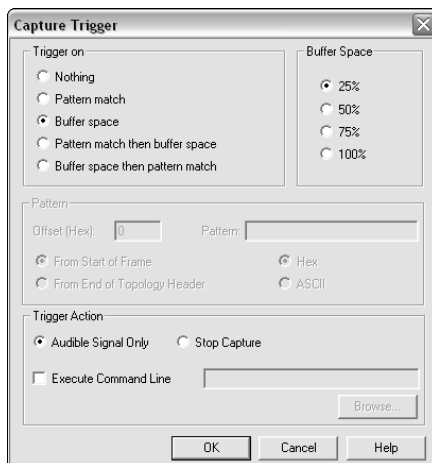 Capture Trigger
Trigger on
Nothing
Pattern match
Buffer space
Pattern match then buffer space
Buffer space then pattern match
Buffer Space
25%
50%
75%
100%
Pattern
Offset (Hex): 0 Pattern:
From Start of Frame Hex
From End of Topology Header ASCII
Trigger Action
Audible Signal Only Stop Capture
Execute Command Line
Browse...
OK Cancel Help